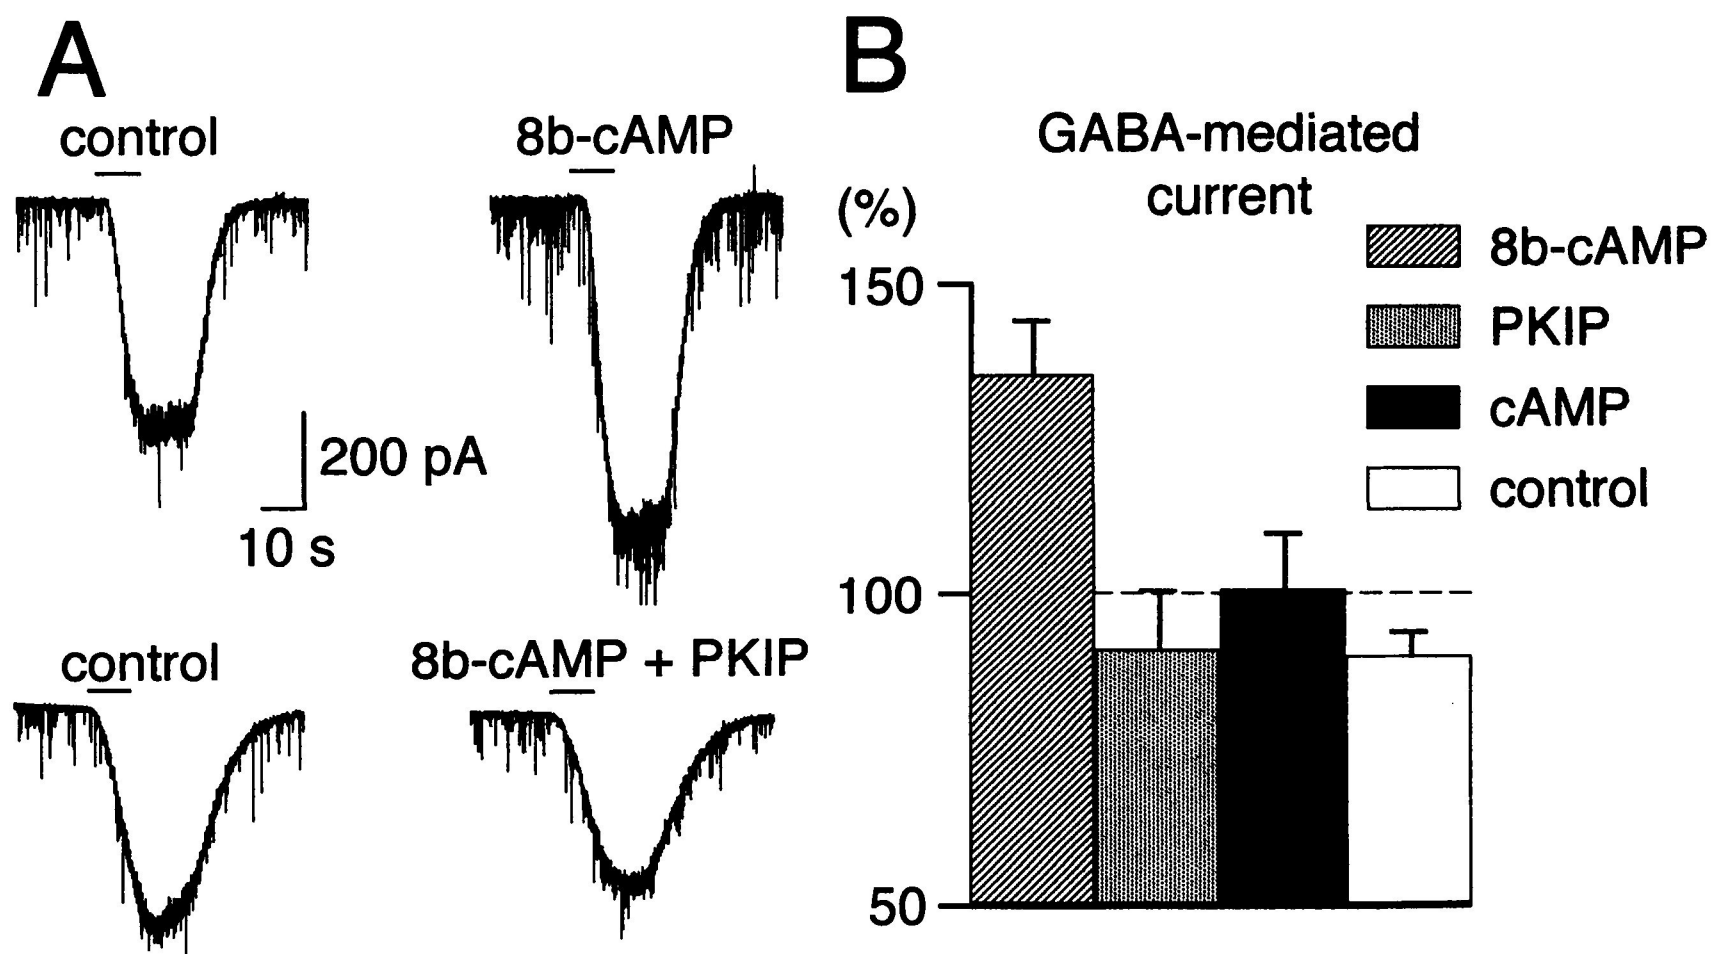 A
control
8b-cAMP
200 pA
10 s
control
8b-cAMP + PKIP
B
GABA-mediated
current
(%)
150
100
50
8b-cAMP
PKIP
cAMP
control